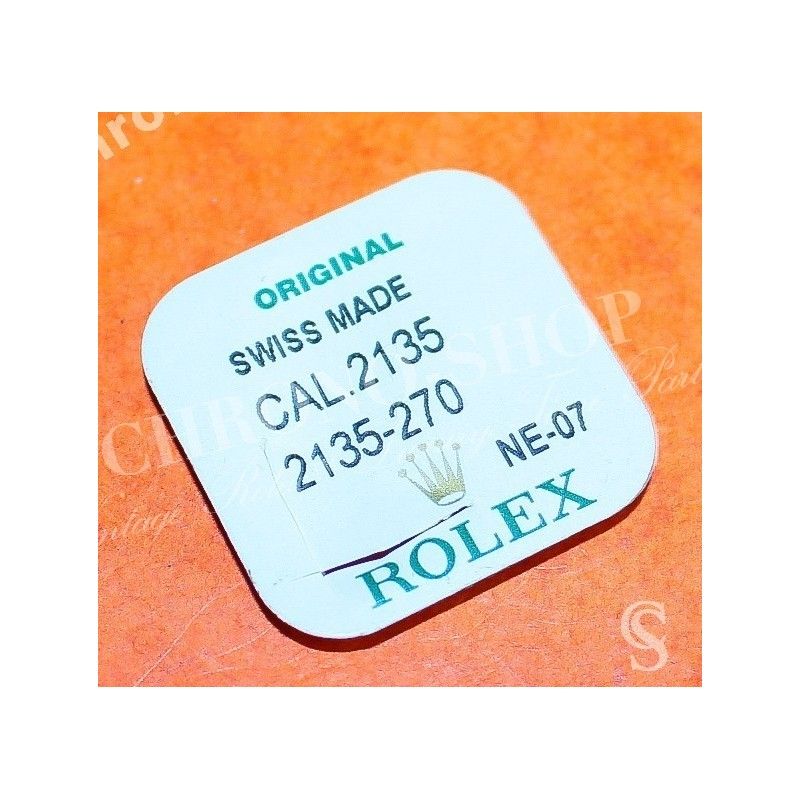 ORIGINAL
SWISS MADE
CAL.2135
2135-270
NE-07
ROLEX